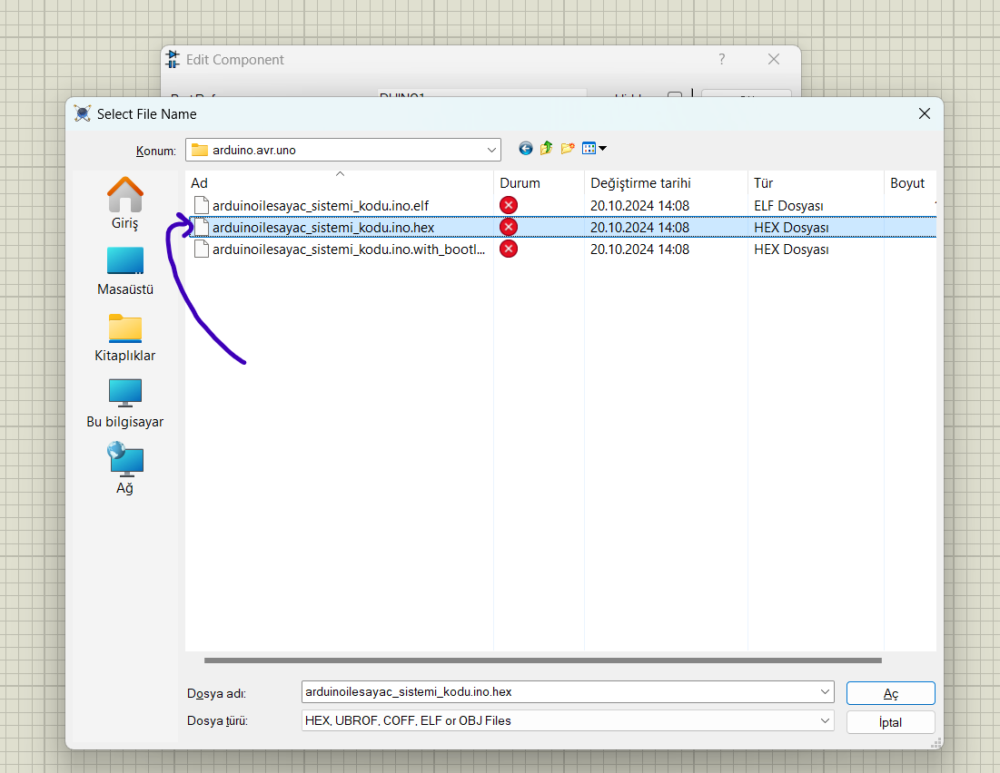 Edit Component
?
Select File Name
Konum: arduino.avr.uno
Ad Durum Değiştirme tarihi Tür Boyut
arduinoilesayac_sistemi_kodu.ino.elf 20.10.2024 14:08 ELF Dosyası
arduinoilesayac_sistemi_kodu.ino.hex 20.10.2024 14:08 HEX Dosyası
arduinoilesayac_sistemi_kodu.ino.with_bootl... 20.10.2024 14:08 HEX Dosyası
Giriş
Masaüstü
Kitaplıklar
Bu bilgisayar
Ağ
Dosya adı: arduinoilesayac_sistemi_kodu.ino.hex Aç
Dosya türü: HEX, UBROF, COFF, ELF or OBJ Files İptal